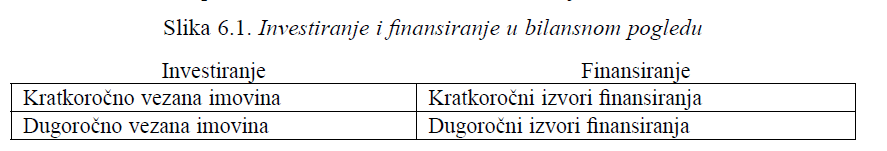 Slika 6.1. Investiranje i finansiranje u bilansnom pogledu
Investiranje Finansiranje
Kratkoročno vezana imovina Kratkoročni izvori finansiranja
Dugoročno vezana imovina Dugoročni izvori finansiranja